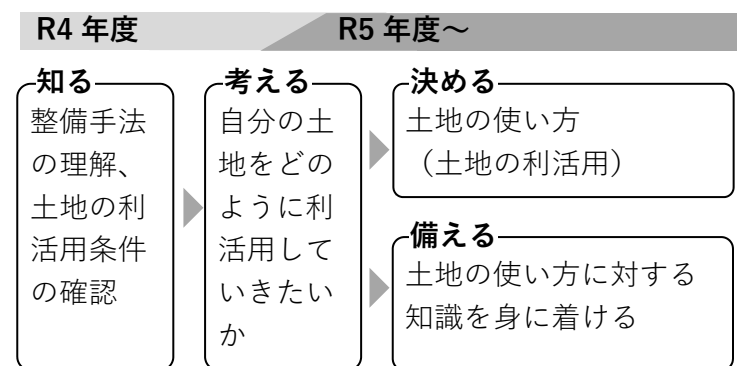 R4 年度
R5 年度～
知る
整備手法
の理解、
土地の利
活用条件
の確認
考える
自分の土
地をどの
ように利
活用して
いきたい
か
決める
土地の使い方
（土地の利活用）
備える
土地の使い方に対する
知識を身に着ける